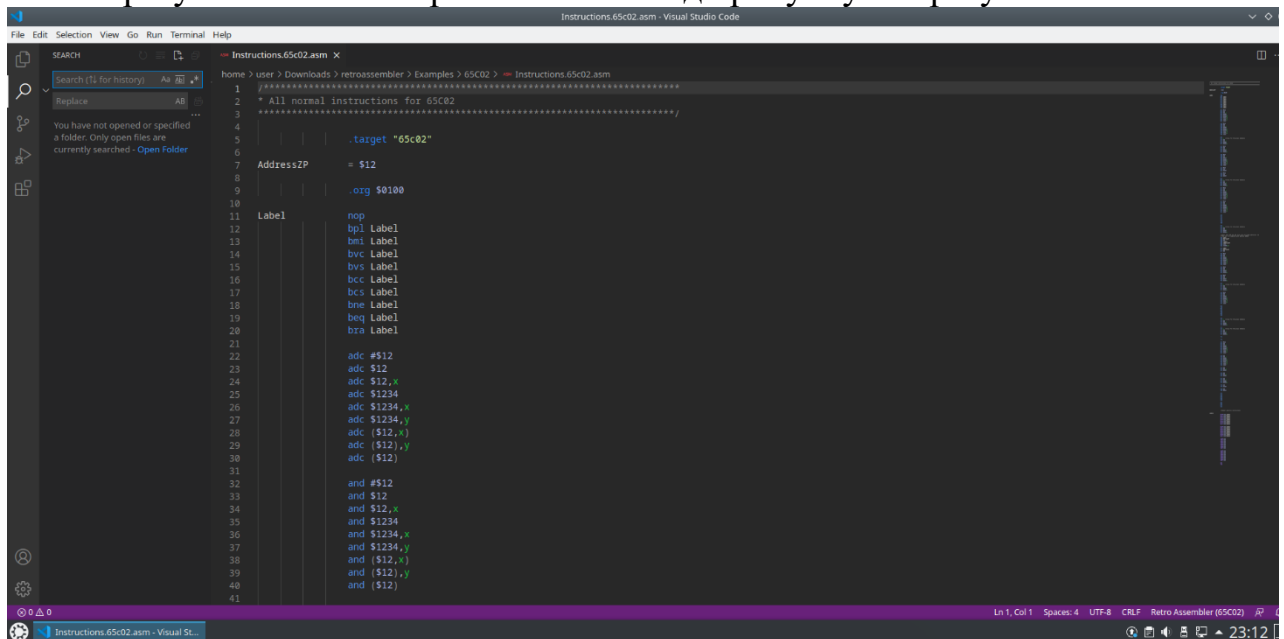 Instructions.65c02.asm - Visual Studio Code
File Edit Selection View Go Run Terminal Help
SEARCH
Search (⇅ for history) Aa ab .*
Replace AB
...
You have not opened or specified
a folder. Only open files are
currently searched - Open Folder
Instructions.65c02.asm ×
home > user > Downloads > retroassembler > Examples > 65C02 > Instructions.65c02.asm
1
2 * All normal instructions for 65C02
3
4
5 .target "65c02"
6
7 AddressZP = $12
8
9 .org $0100
10
11 Label nop
12 bpl Label
13 bmi Label
14 bvc Label
15 bvs Label
16 bcc Label
17 bcs Label
18 bne Label
19 beq Label
20 bra Label
21
22 adc #$12
23 adc $12
24 adc $12,x
25 adc $1234
26 adc $1234,x
27 adc $1234,y
28 adc ($12,x)
29 adc ($12),y
30 adc ($12)
31
32 and #$12
33 and $12
34 and $12,x
35 and $1234
36 and $1234,x
37 and $1234,y
38 and ($12,x)
39 and ($12),y
40 and ($12)
41
0 0 Ln 1, Col 1 Spaces: 4 UTF-8 CRLF Retro Assembler (65C02)
Instructions.65c02.asm - Visual St... 23:12